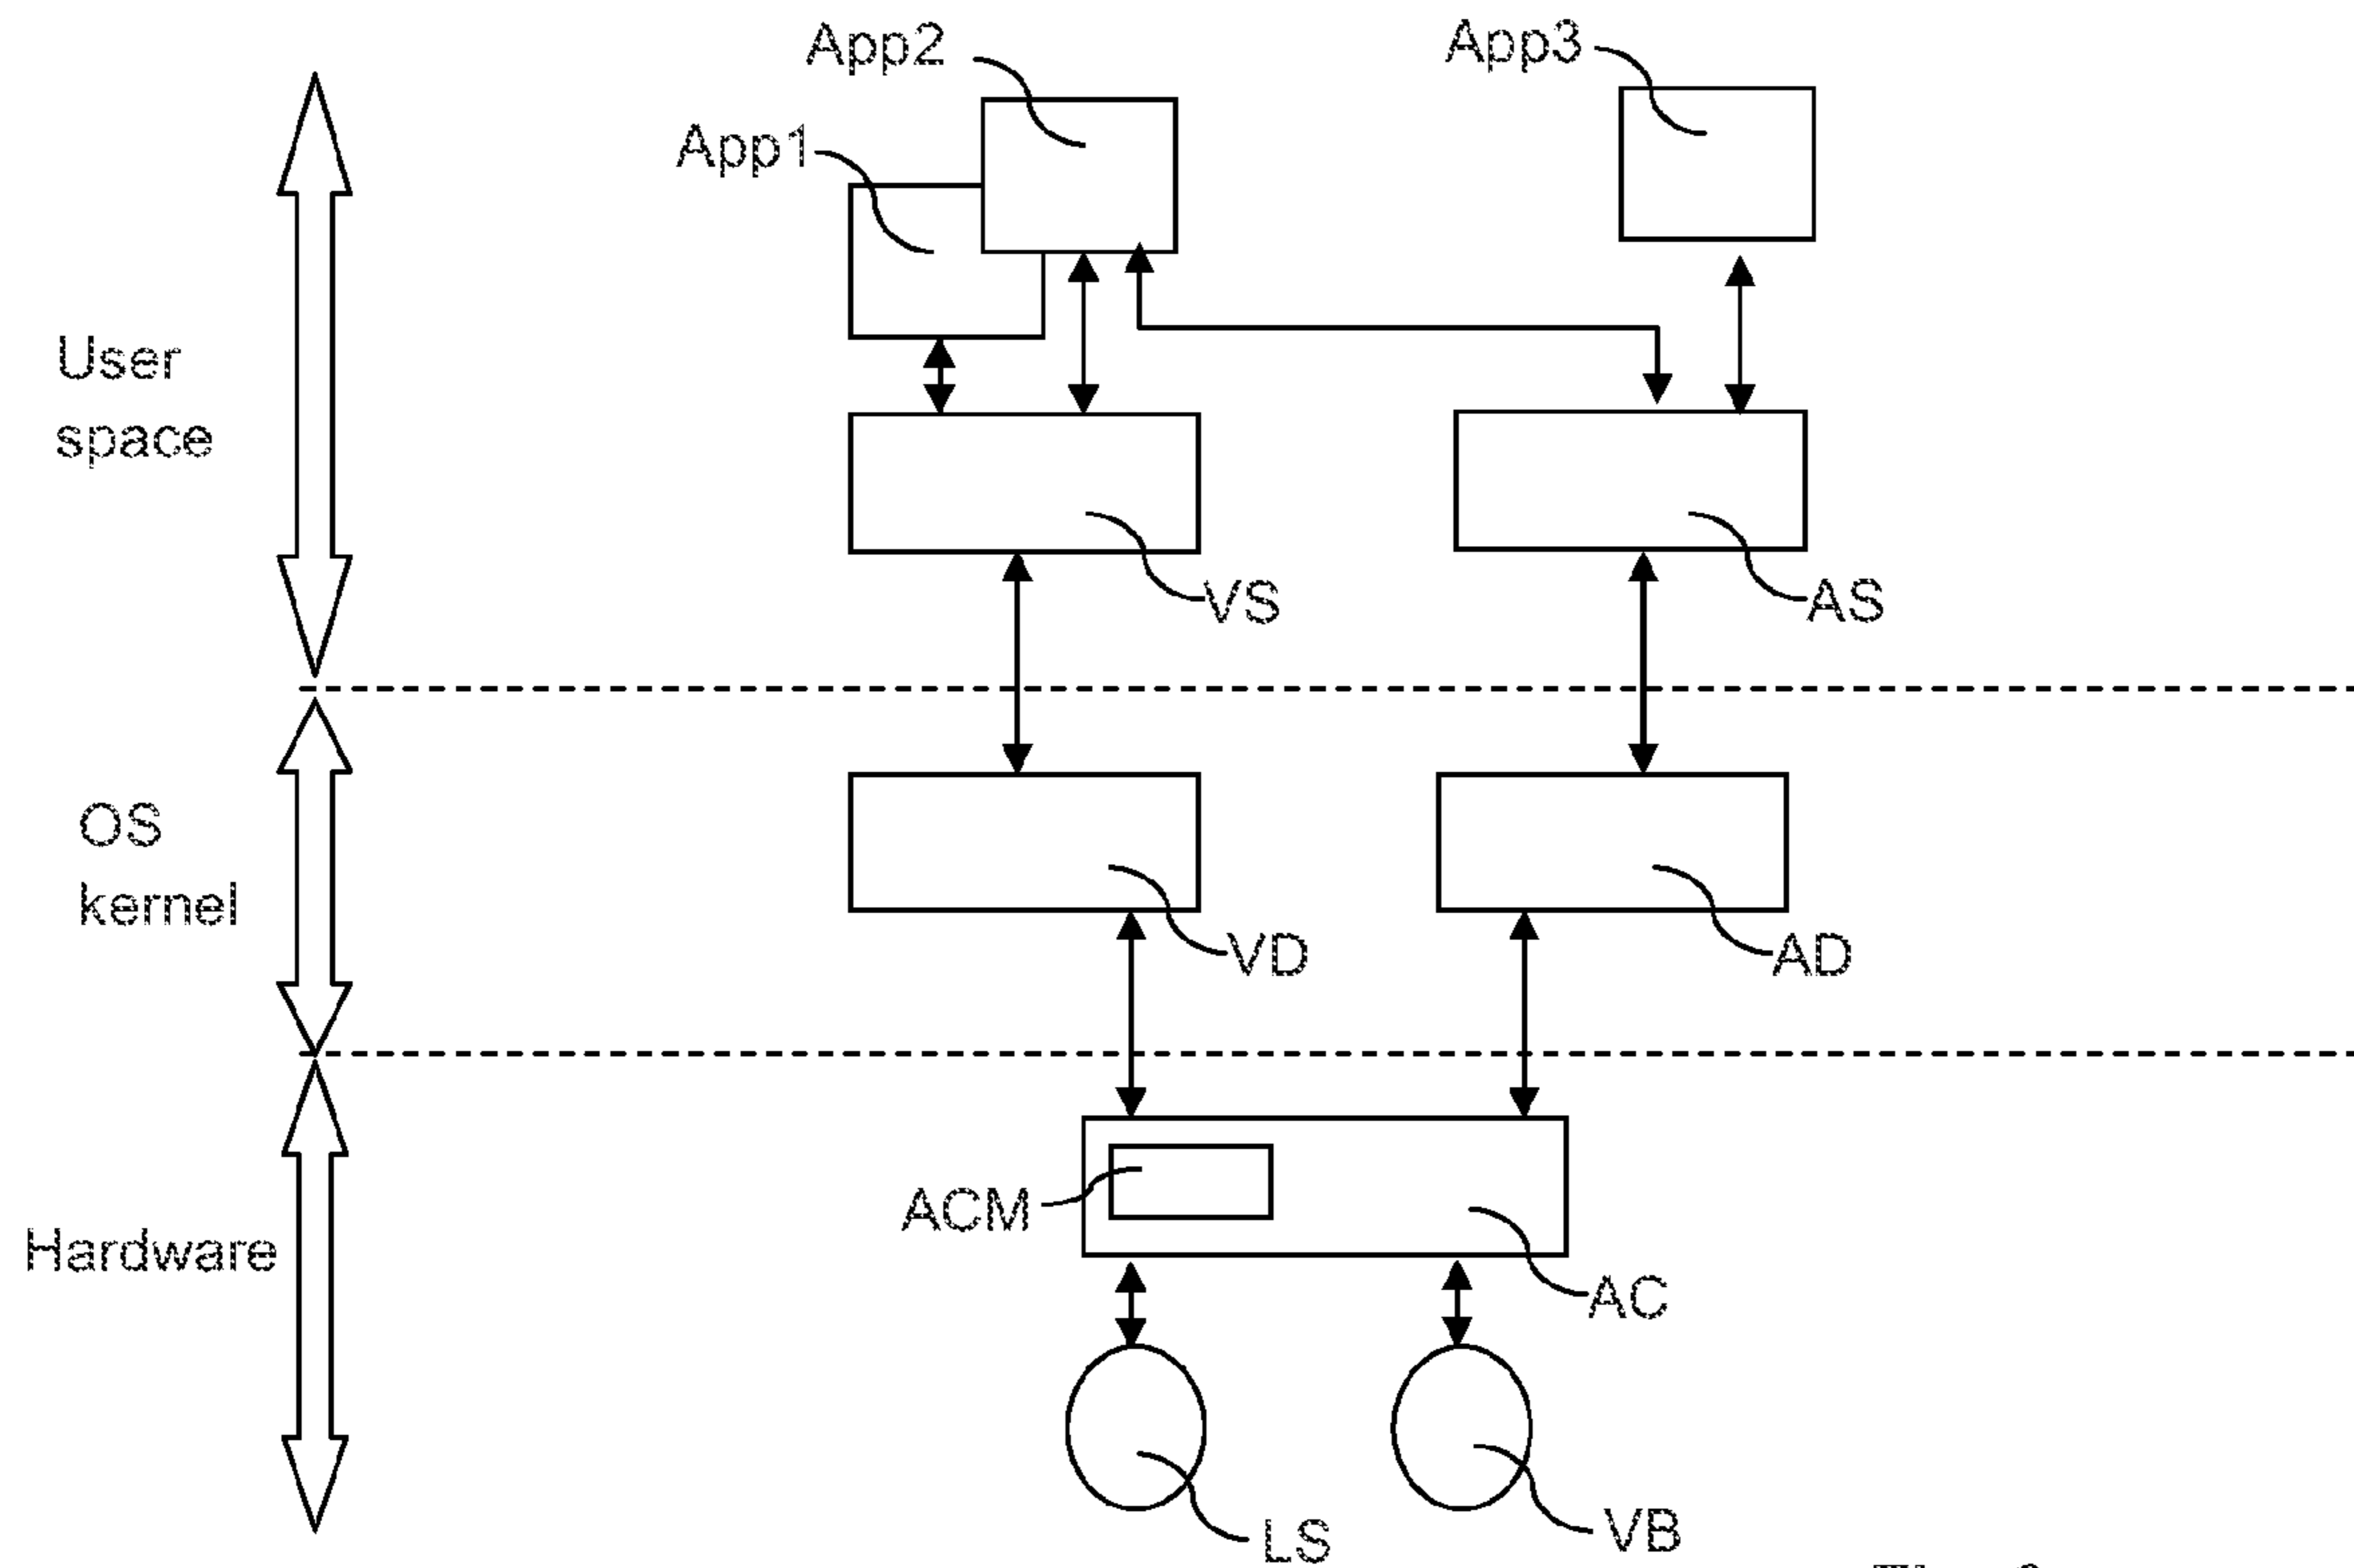 App2
App3
App1
User
space
VS
AS
OS
kernel
VD
AD
ACM
Hardware
AC
LS
VB